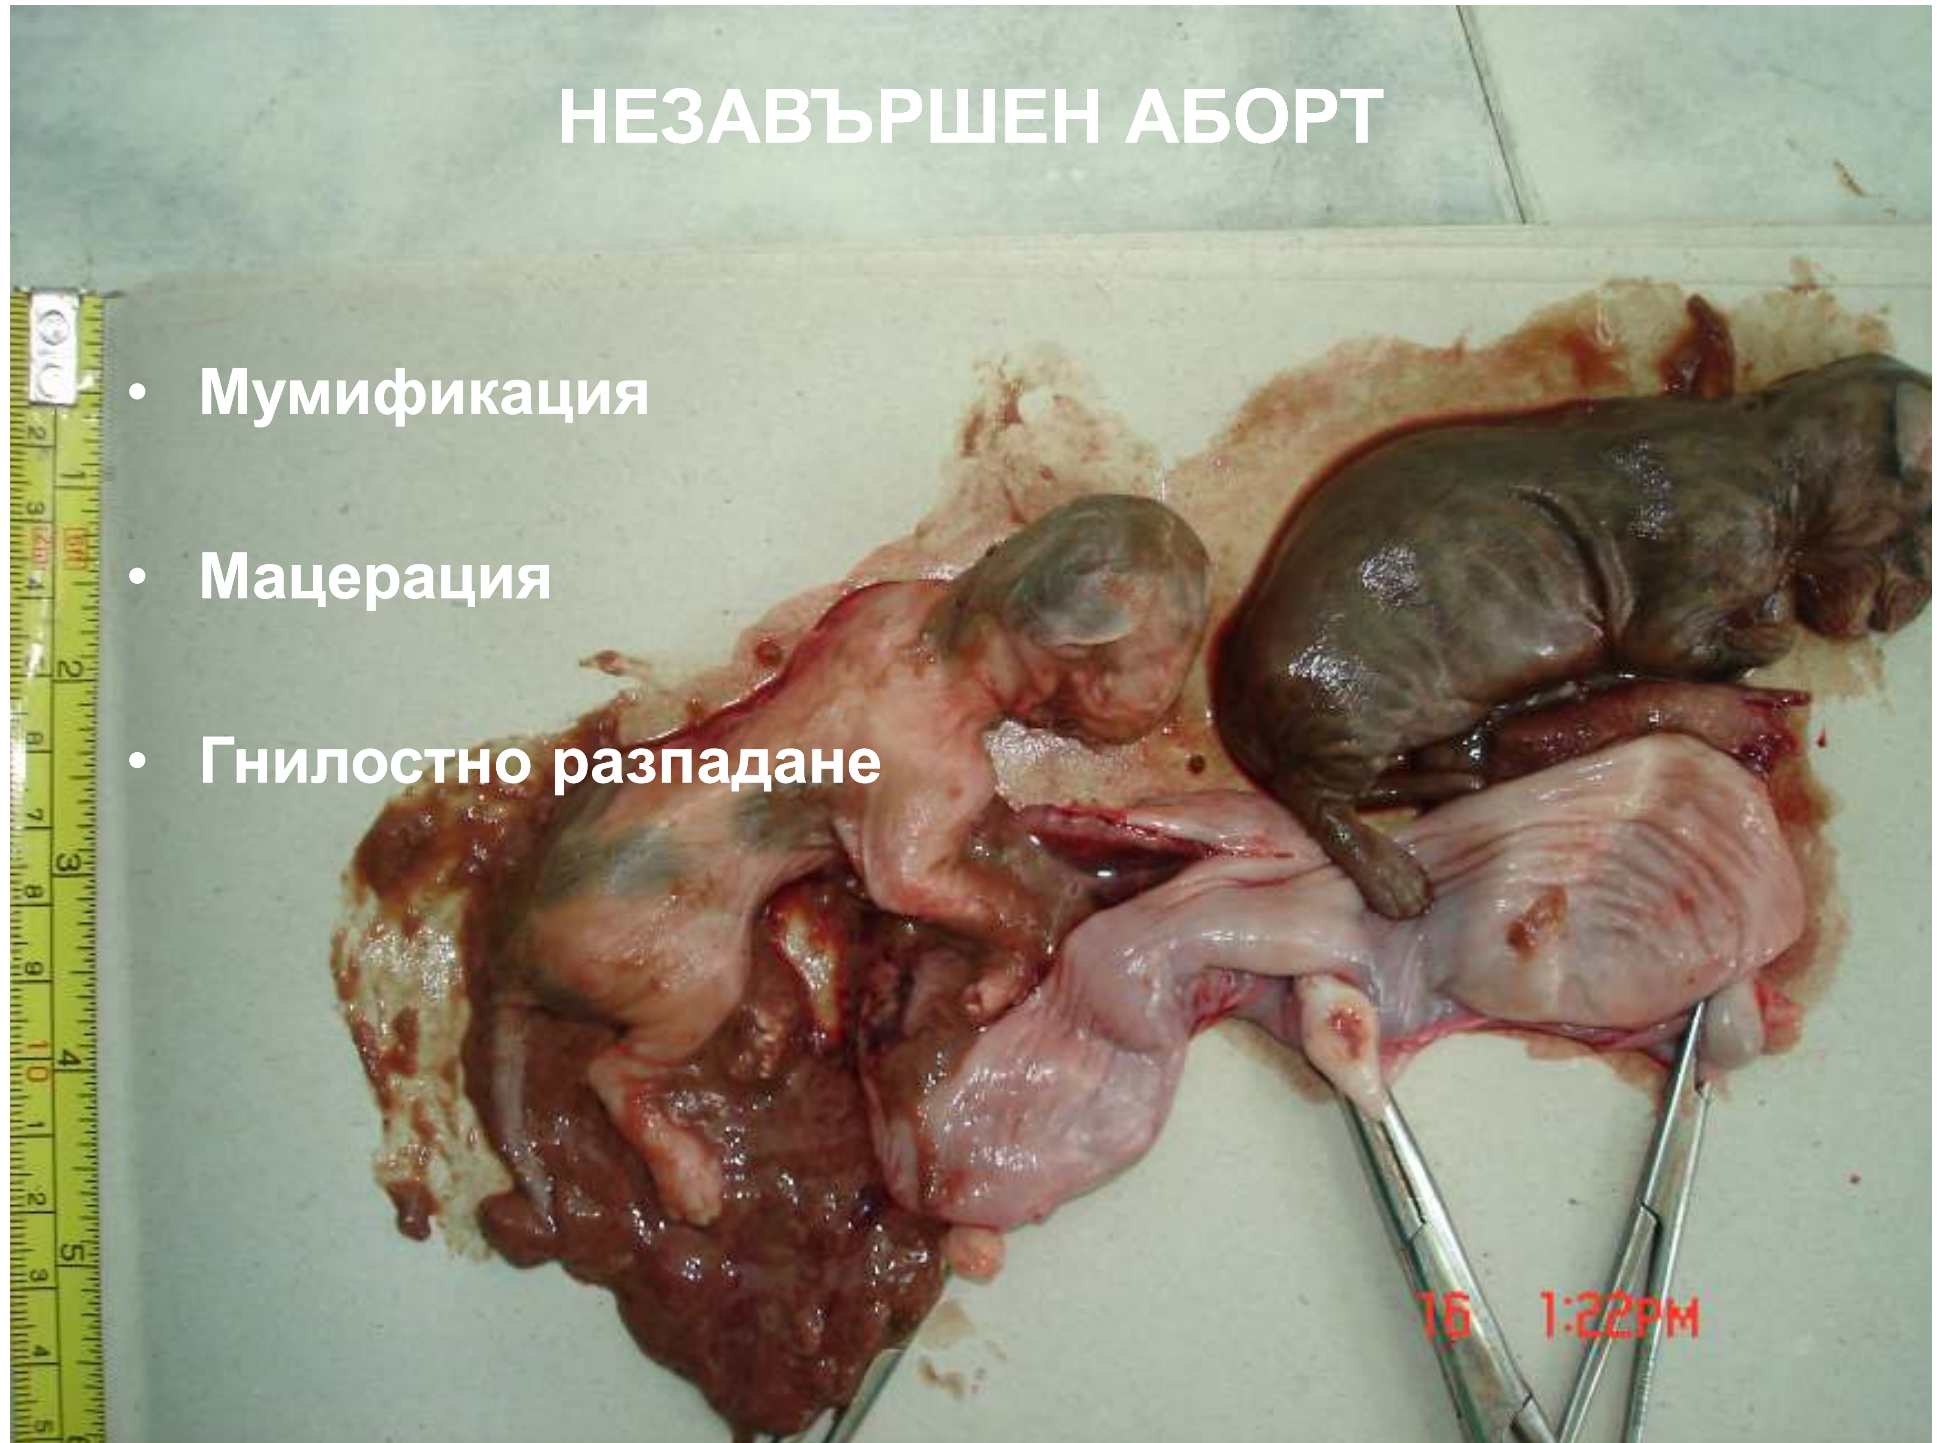 НЕЗАВЪРШЕН АБОРТ
• Мумификация
• Мацерация
• Гнилостно разпадане
16 1:22PM